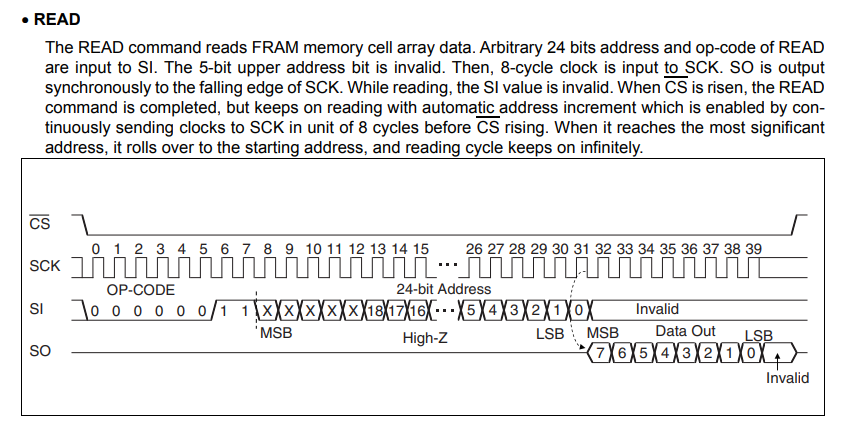 • READ
The READ command reads FRAM memory cell array data. Arbitrary 24 bits address and op-code of READ
are input to SI. The 5-bit upper address bit is invalid. Then, 8-cycle clock is input to SCK. SO is output
synchronously to the falling edge of SCK. While reading, the SI value is invalid. When CS is risen, the READ
command is completed, but keeps on reading with automatic address increment which is enabled by con-
tinuously sending clocks to SCK in unit of 8 cycles before CS rising. When it reaches the most significant
address, it rolls over to the starting address, and reading cycle keeps on infinitely.
CS
0 1 2 3 4 5 6 7 8 9 10 11 12 13 14 15 26 27 28 29 30 31 32 33 34 35 36 37 38 39
SCK
OP-CODE 24-bit Address
SI 0 0 0 0 0 0 1 1 X X X X X 18 17 16 5 4 3 2 1 0 Invalid
MSB High-Z LSB MSB Data Out LSB
SO 7 6 5 4 3 2 1 0
Invalid